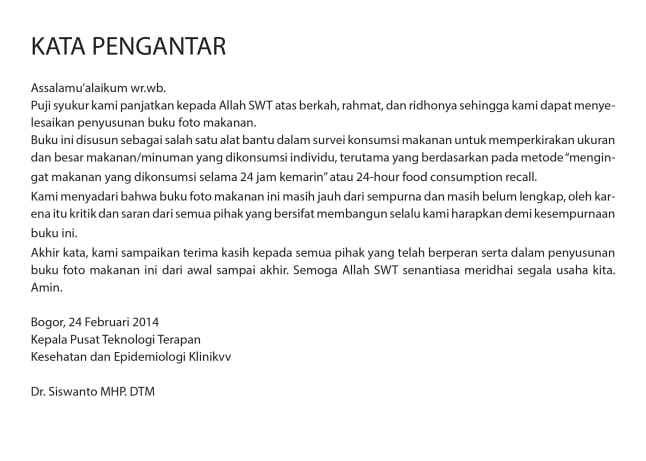 KATA PENGANTAR
Assalamu’alaikum wr.wb.
Puji syukur kami panjatkan kepada Allah SWT atas berkah, rahmat, dan ridhonya sehingga kami dapat menye-
lesaikan penyusunan buku foto makanan.
Buku ini disusun sebagai salah satu alat bantu dalam survei konsumsi makanan untuk memperkirakan ukuran
dan besar makanan/minuman yang dikonsumsi individu, terutama yang berdasarkan pada metode “mengin-
gat makanan yang dikonsumsi selama 24 jam kemarin” atau 24-hour food consumption recall.
Kami menyadari bahwa buku foto makanan ini masih jauh dari sempurna dan masih belum lengkap, oleh kar-
ena itu kritik dan saran dari semua pihak yang bersifat membangun selalu kami harapkan demi kesempurnaan
buku ini.
Akhir kata, kami sampaikan terima kasih kepada semua pihak yang telah berperan serta dalam penyusunan
buku foto makanan ini dari awal sampai akhir. Semoga Allah SWT senantiasa meridhai segala usaha kita.
Amin.
Bogor, 24 Februari 2014
Kepala Pusat Teknologi Terapan
Kesehatan dan Epidemiologi Klinikvv
Dr. Siswanto MHP. DTM